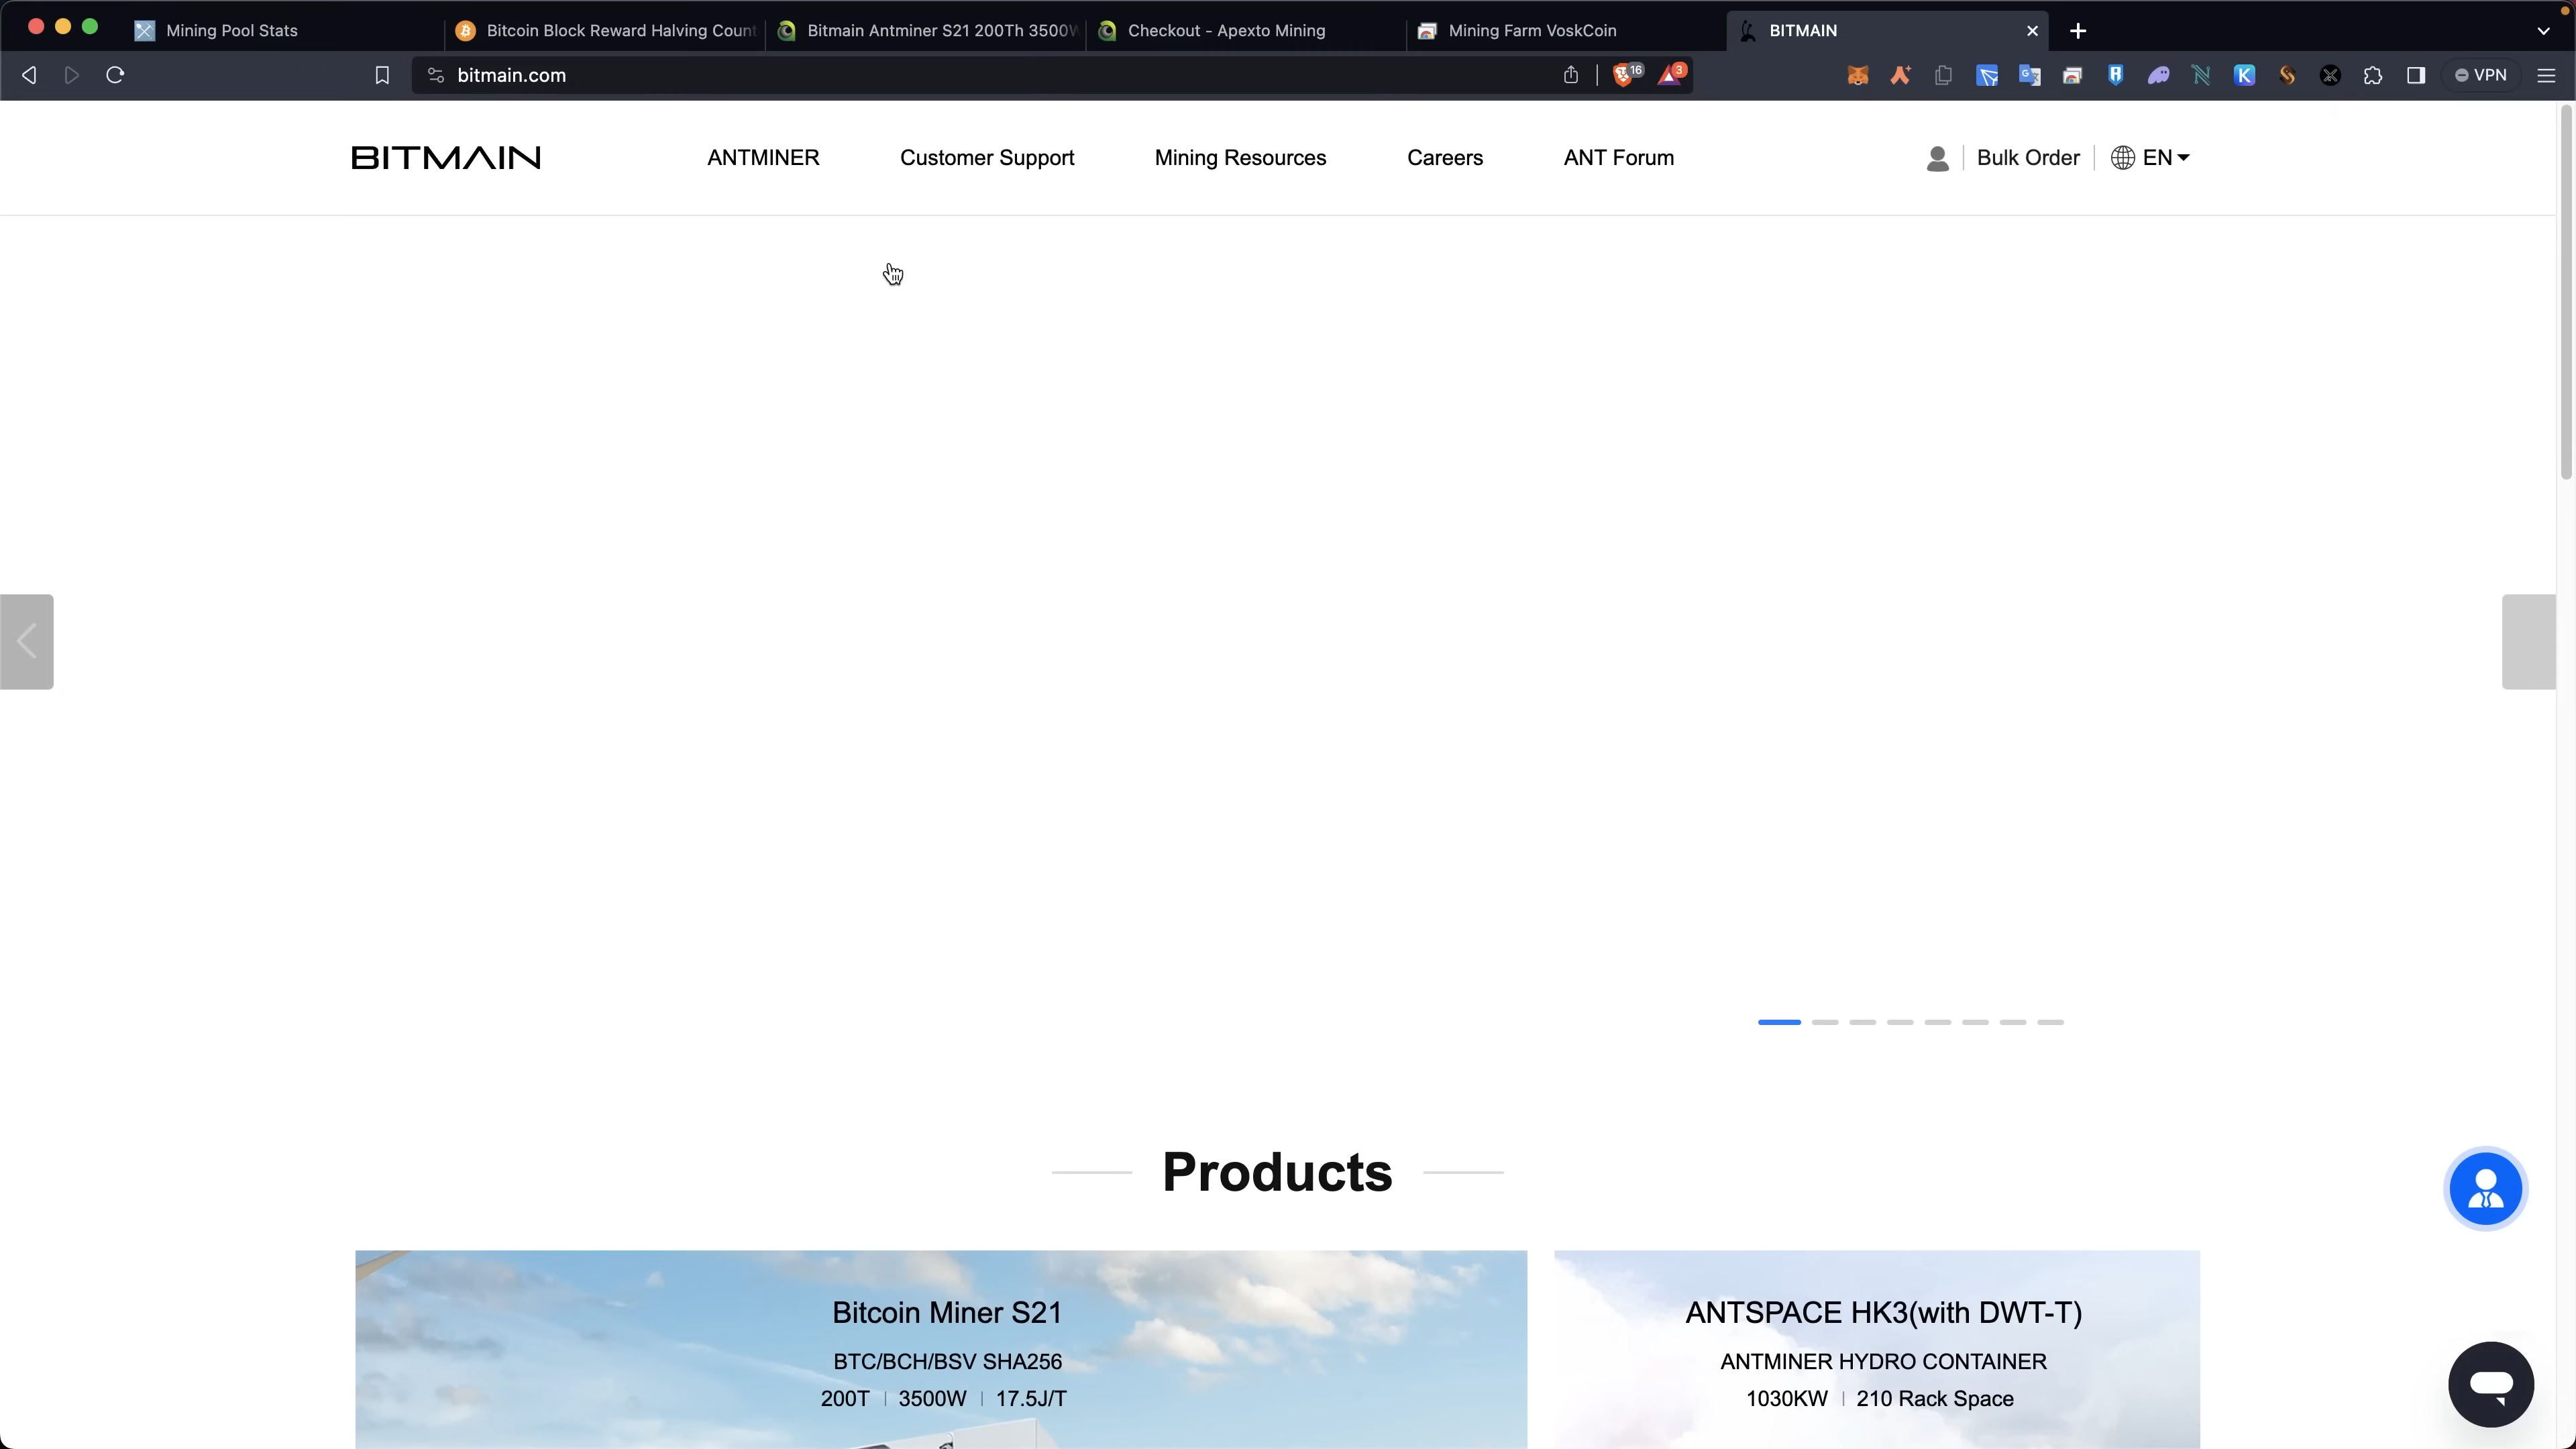 Mining Pool Stats
Bitcoin Block Reward Halving Coun
Bitmain Antminer S21 200Th 3500W
Checkout - Apexto Mining
Mining Farm VoskCoin
BITMAIN
bitmain.com
16
3
VPN
BITMAIN
ANTMINER
Customer Support
Mining Resources
Careers
ANT Forum
Bulk Order
EN
Products
Bitcoin Miner S21
BTC/BCH/BSV SHA256
200T | 3500W | 17.5J/T
ANTSPACE HK3(with DWT-T)
ANTMINER HYDRO CONTAINER
1030KW | 210 Rack Space